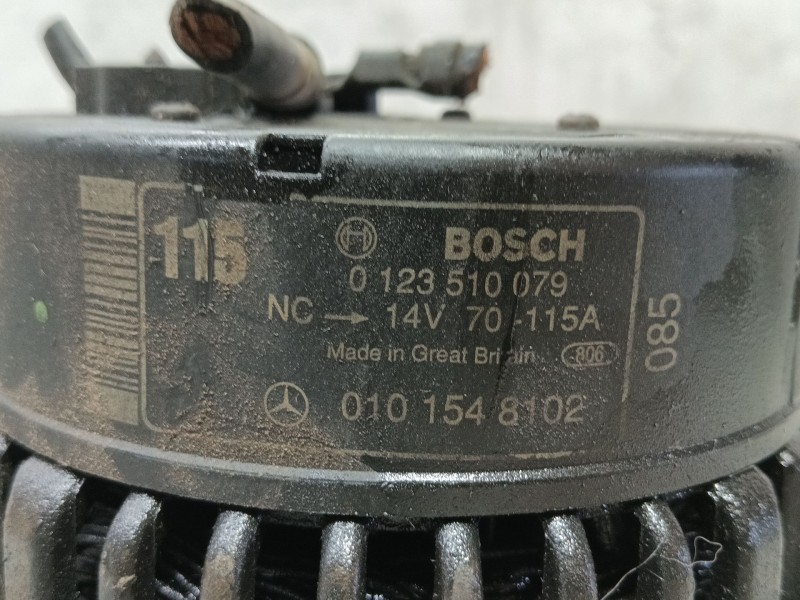 115
BOSCH
0 123 510 079
NC → 14V 70-115A
Made in Great Britain 806
010 154 8102
085